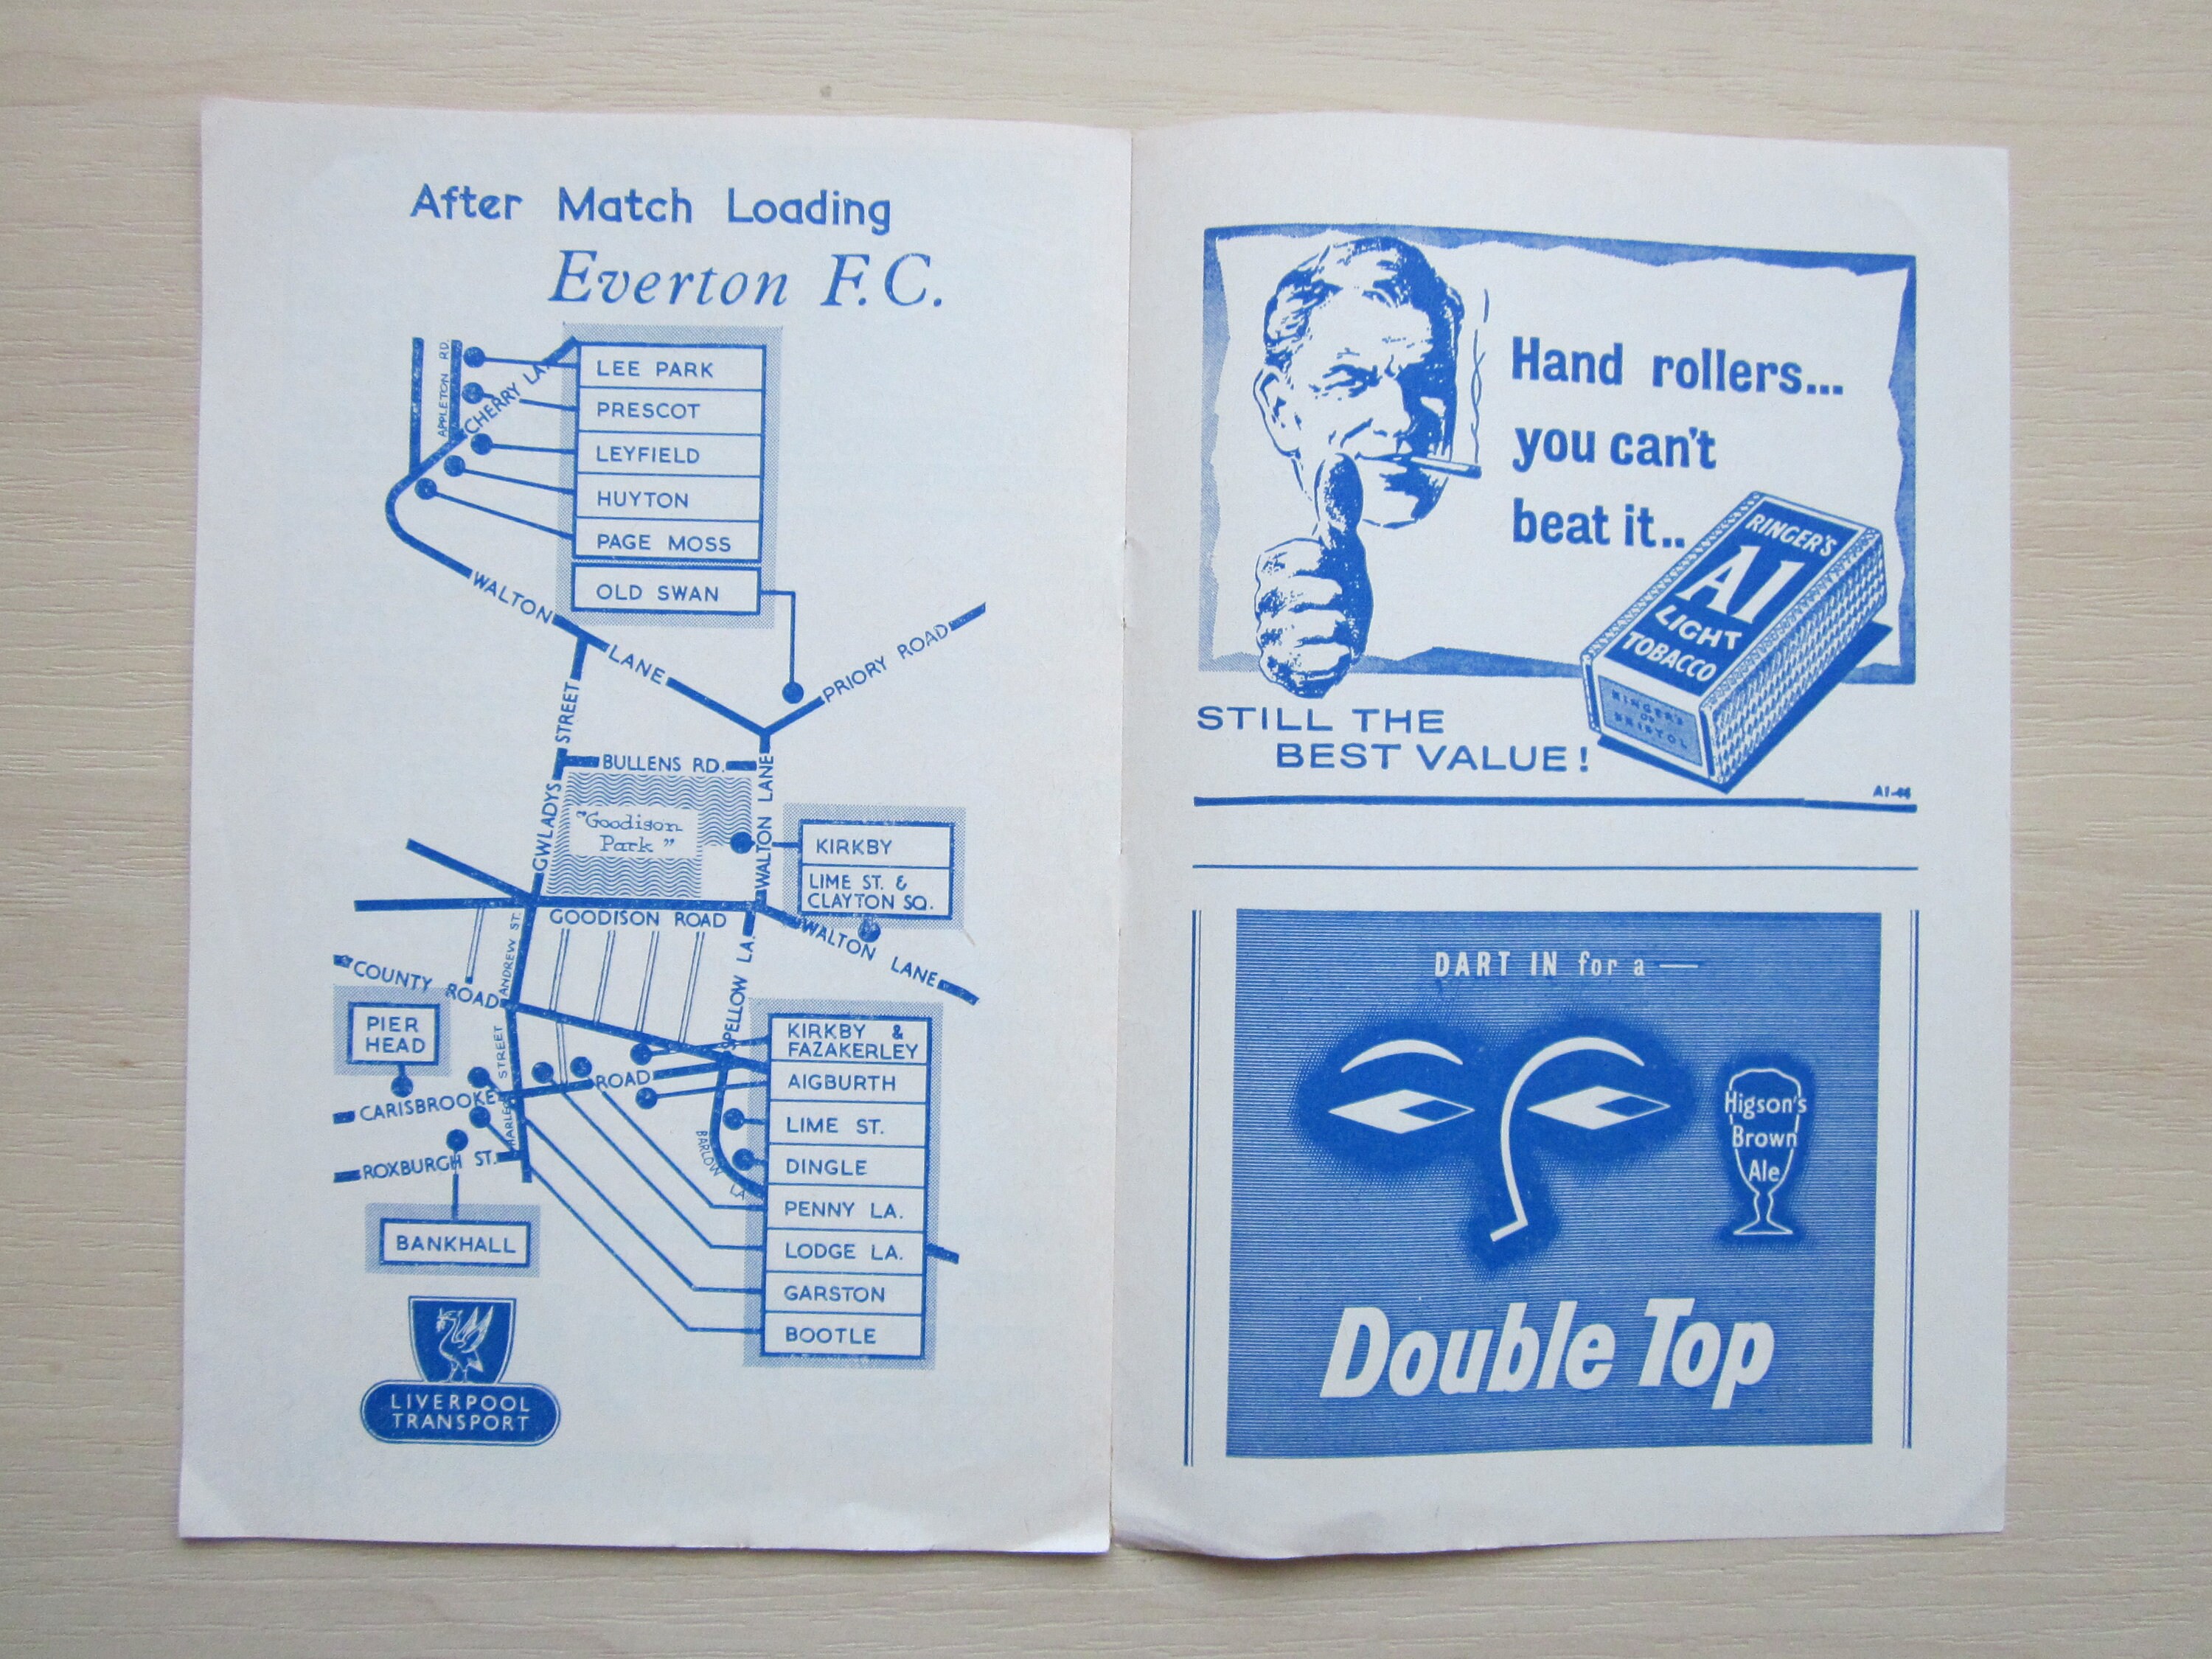 After Match Loading
Everton F.C.
APPLETON RD.
CHERRY LA.
LEE PARK
PRESCOT
LEYFIELD
HUYTON
PAGE MOSS
OLD SWAN
WALTON LANE
PRIORY ROAD
GWLADYS STREET
BULLENS RD.
WALTON LANE
"Goodison
Park"
KIRKBY
LIME ST. &
CLAYTON SQ.
GOODISON ROAD
WALTON LANE
ANDREW ST.
COUNTY ROAD
SPELLOW LA.
PIER
HEAD
KIRKBY &
FAZAKERLEY
AIGBURTH
LIME ST.
DINGLE
PENNY LA.
LODGE LA.
GARSTON
BOOTLE
CARISBROOKE ROAD
STREET
BARLOW LA.
ROXBURGH ST.
BANKHALL
LIVERPOOL
TRANSPORT
Hand rollers...
you can't
beat it..
RINGER'S
A1
LIGHT
TOBACCO
RINGER'S
OF
BRISTOL
STILL THE
BEST VALUE!
DART IN for a —
Higson's
Brown
Ale
Double Top